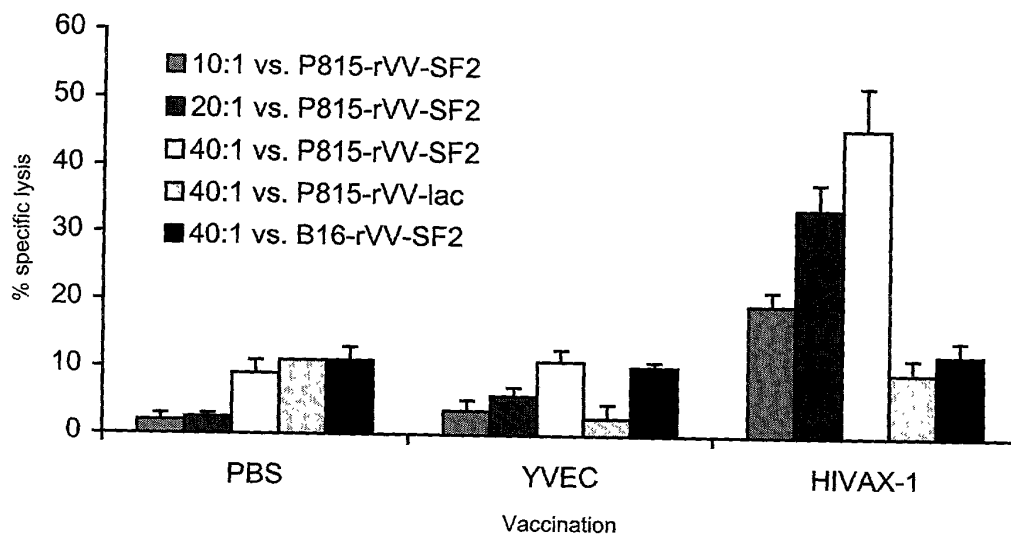 60
50
40
30
20
10
0
% specific lysis
10:1 vs. P815-rVV-SF2
20:1 vs. P815-rVV-SF2
40:1 vs. P815-rVV-SF2
40:1 vs. P815-rVV-lac
40:1 vs. B16-rVV-SF2
PBS
YVEC
HIVAX-1
Vaccination